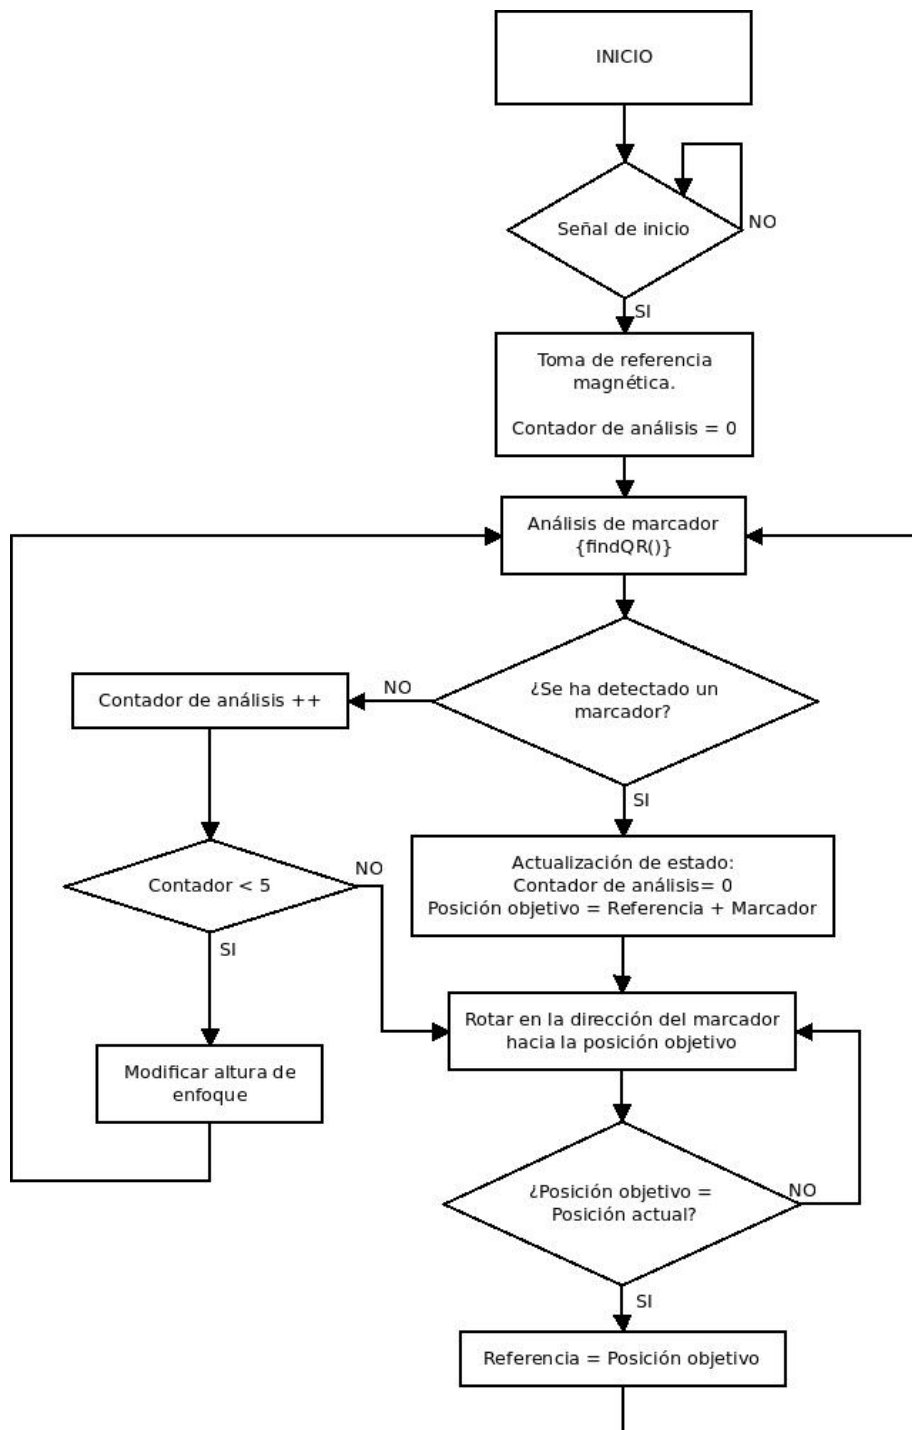 INICIO
Señal de inicio
NO
SI
Toma de referencia
magnética.
Contador de análisis = 0
Análisis de marcador
{findQR()}
¿Se ha detectado un
marcador?
NO
Contador de análisis ++
SI
Contador < 5
NO
SI
Actualización de estado:
Contador de análisis= 0
Posición objetivo = Referencia + Marcador
Modificar altura de
enfoque
Rotar en la dirección del marcador
hacia la posición objetivo
¿Posición objetivo =
Posición actual?
NO
SI
Referencia = Posición objetivo